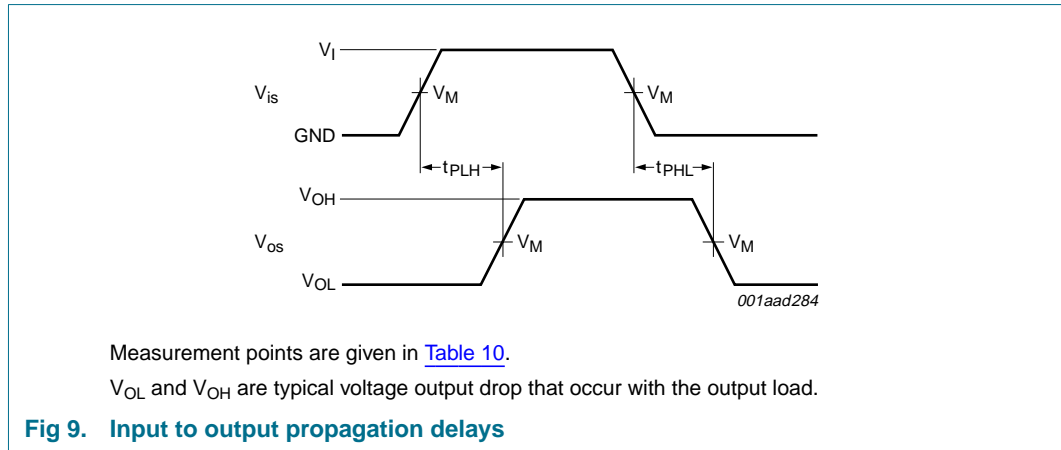 VI
Vis VM VM
GND
tPLH tPHL
VOH
Vos VM VM
VOL
001aad284
Measurement points are given in Table 10.
VOL and VOH are typical voltage output drop that occur with the output load.
Fig 9. Input to output propagation delays